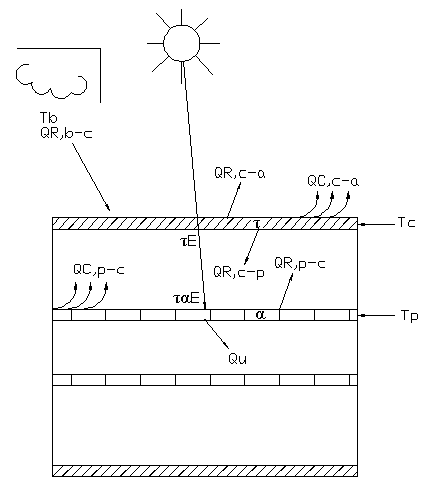 Tb
QR,b-c
QR,c-a
QC,c-a
τ
Tc
τE
QR,c-p
QC,p-c
QR,p-c
ταE
α
Tp
Qu